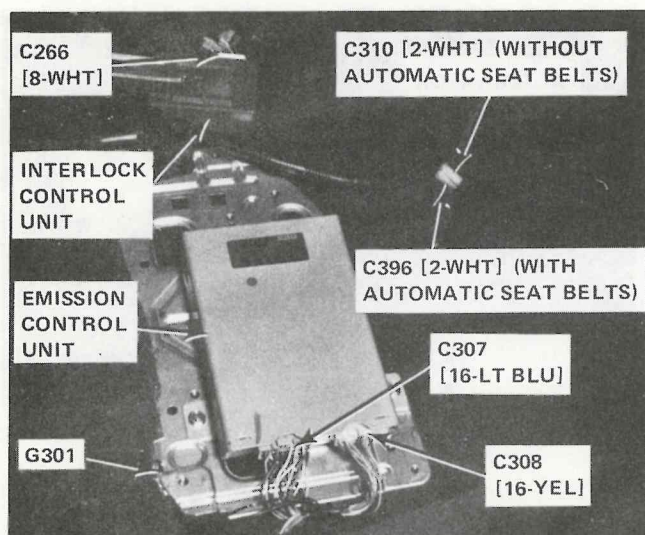 C266
[8-WHT]
C310 [2-WHT] (WITHOUT
AUTOMATIC SEAT BELTS)
INTERLOCK
CONTROL
UNIT
C396 [2-WHT] (WITH
AUTOMATIC SEAT BELTS)
EMISSION
CONTROL
UNIT
C307
[16-LT BLU]
G301
C308
[16-YEL]